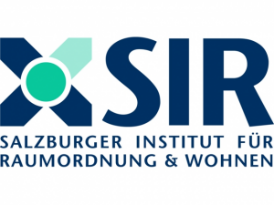 SIR
SALZBURGER INSTITUT FÜR
RAUMORDNUNG & WOHNEN